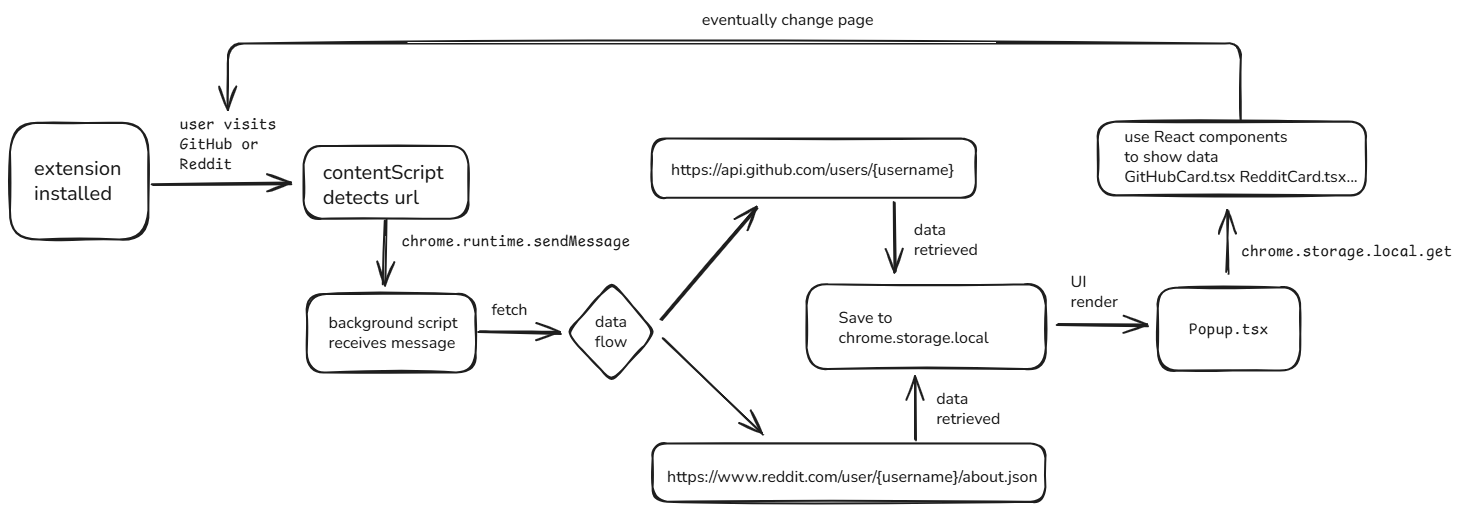 eventually change page
user visits
GitHub or
Reddit
extension
installed
contentScript
detects url
chrome.runtime.sendMessage
background script
receives message
fetch
data
flow
https://api.github.com/users/{username}
data
retrieved
https://www.reddit.com/user/{username}/about.json
data
retrieved
Save to
chrome.storage.local
UI
render
Popup.tsx
chrome.storage.local.get
use React components
to show data
GitHubCard.tsx RedditCard.tsx...